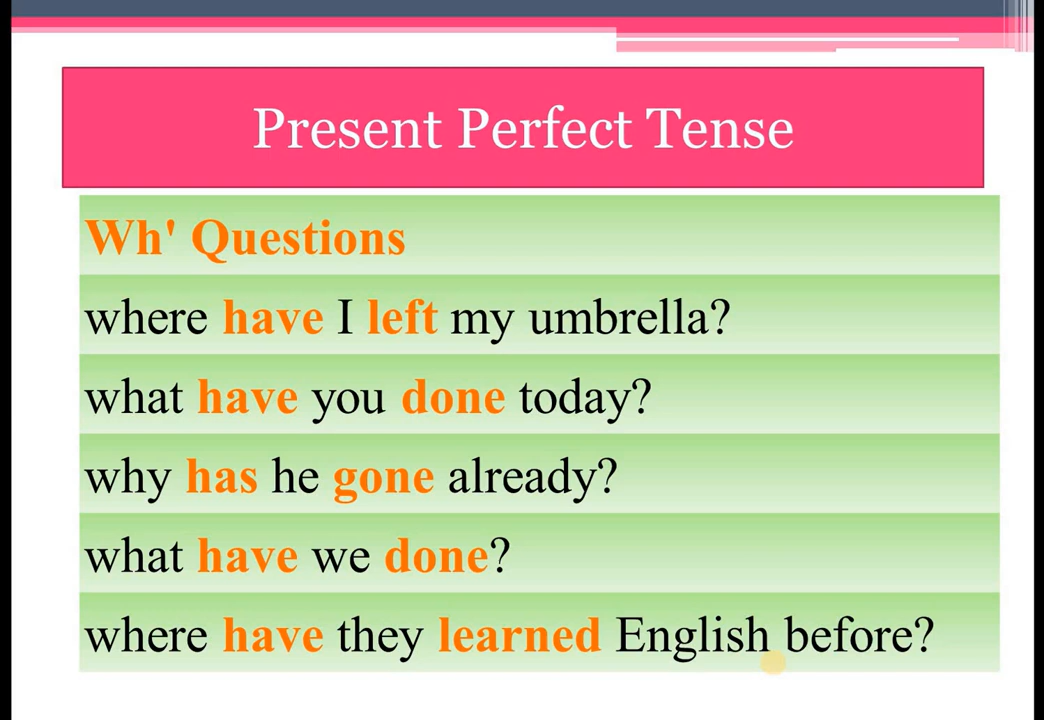 Present Perfect Tense
Wh' Questions
where have I left my umbrella?
what have you done today?
why has he gone already?
what have we done?
where have they learned English before?